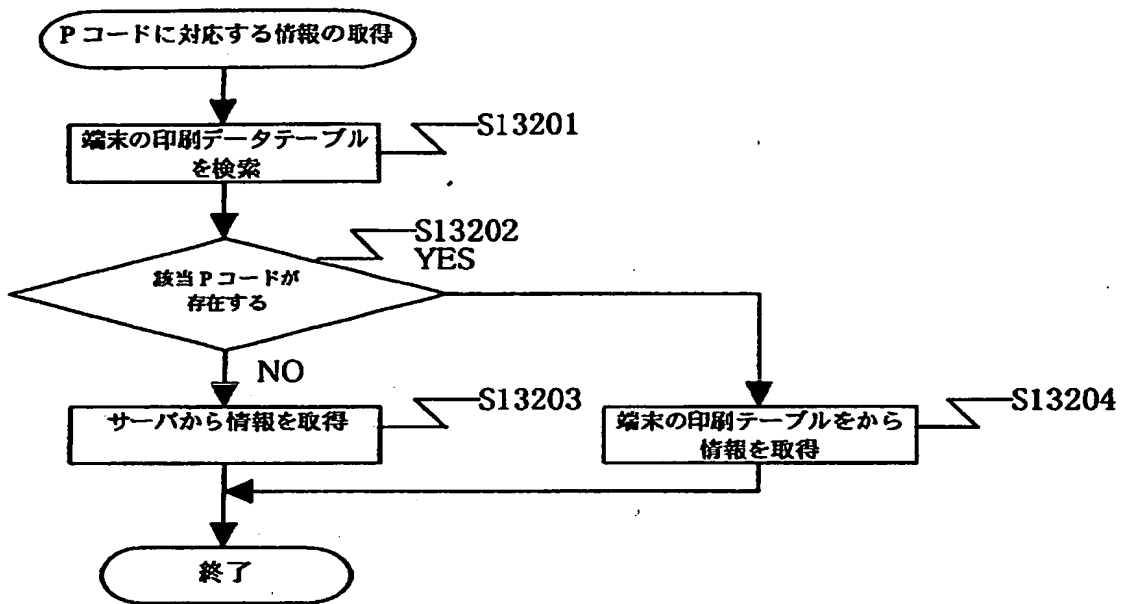 Pコードに対応する情報の取得
端末の印刷データテーブル
を検索
S13201
S13202
YES
該当Pコードが
存在する
NO
サーバから情報を取得
S13203
端末の印刷テーブルをから
情報を取得
S13204
終了